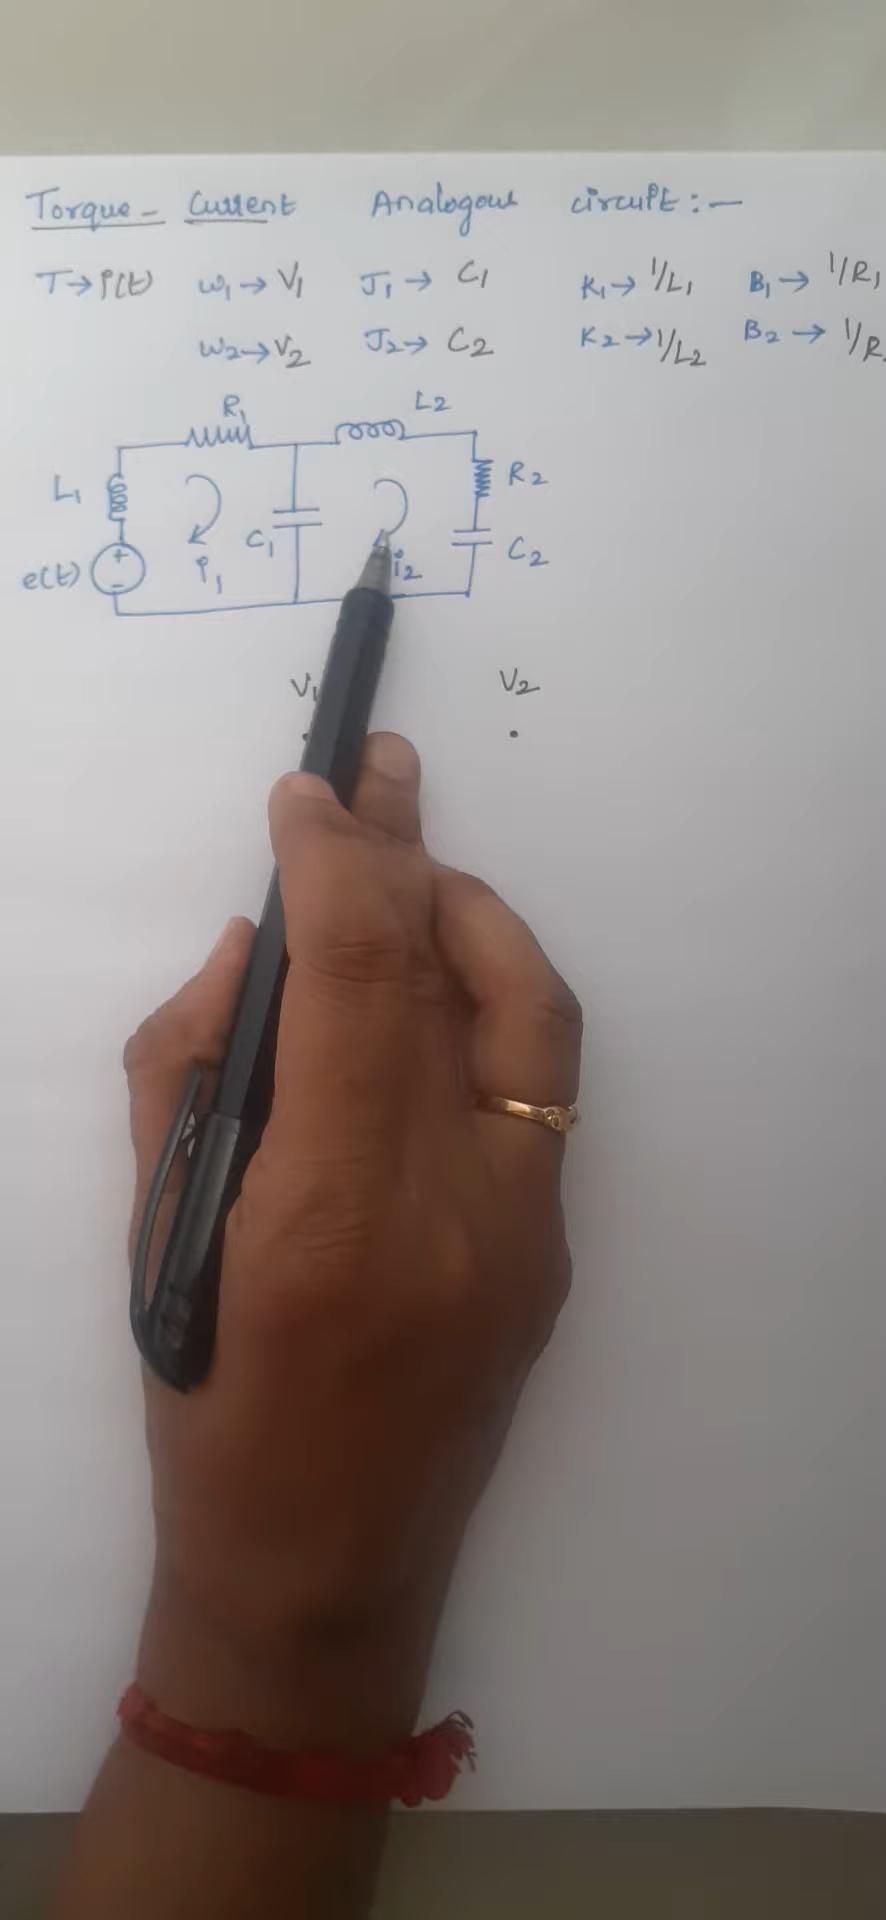 Torque - Current Analogous circuit :-
T→i(t) ω1→V1 J1→ C1 K1→ 1/L1 B1→ 1/R1
ω2→V2 J2→ C2 K2→1/L2 B2→ 1/R
R1 L2
L1 R2
C1 C2
e(t) i1 i2
V1 V2